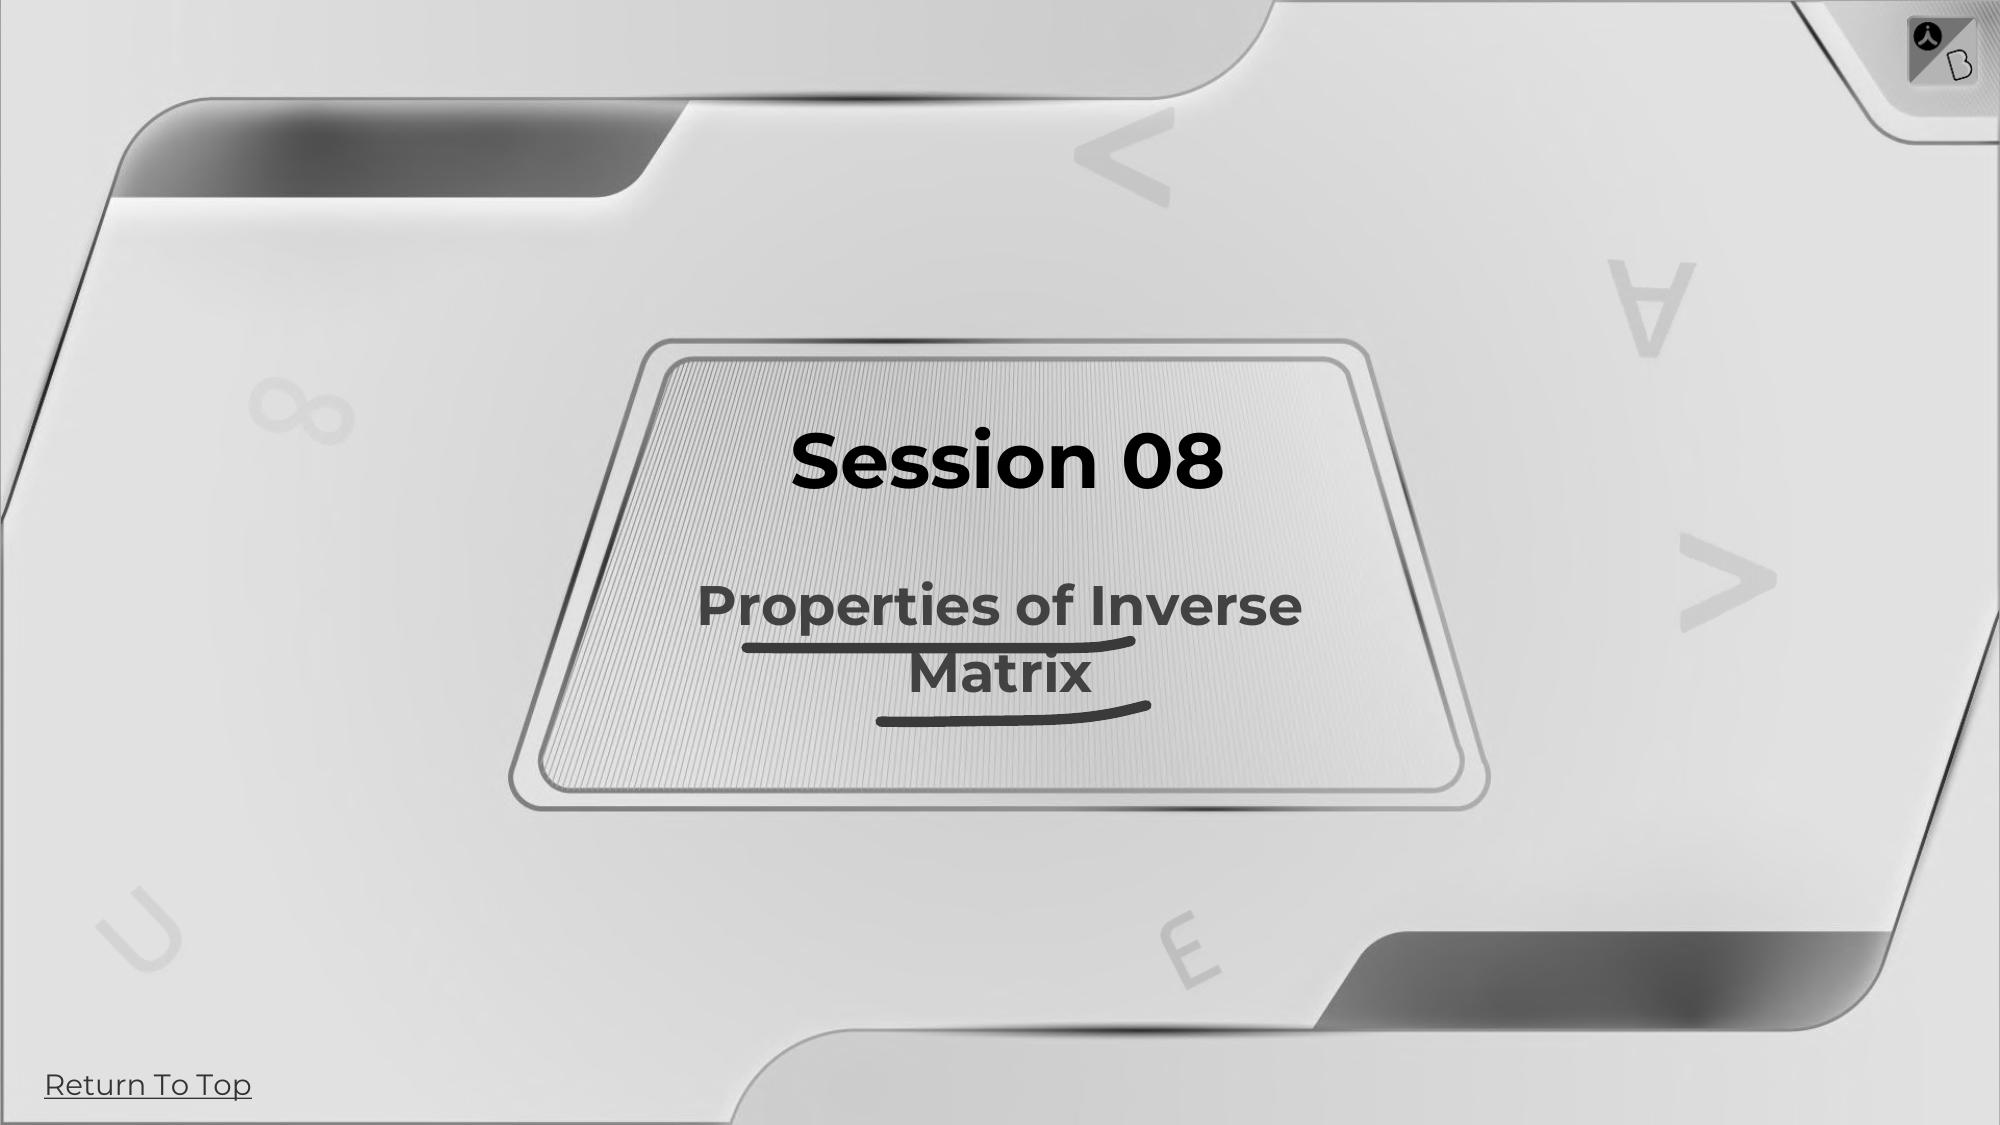 Session 08
Properties of Inverse
Matrix
Return To Top